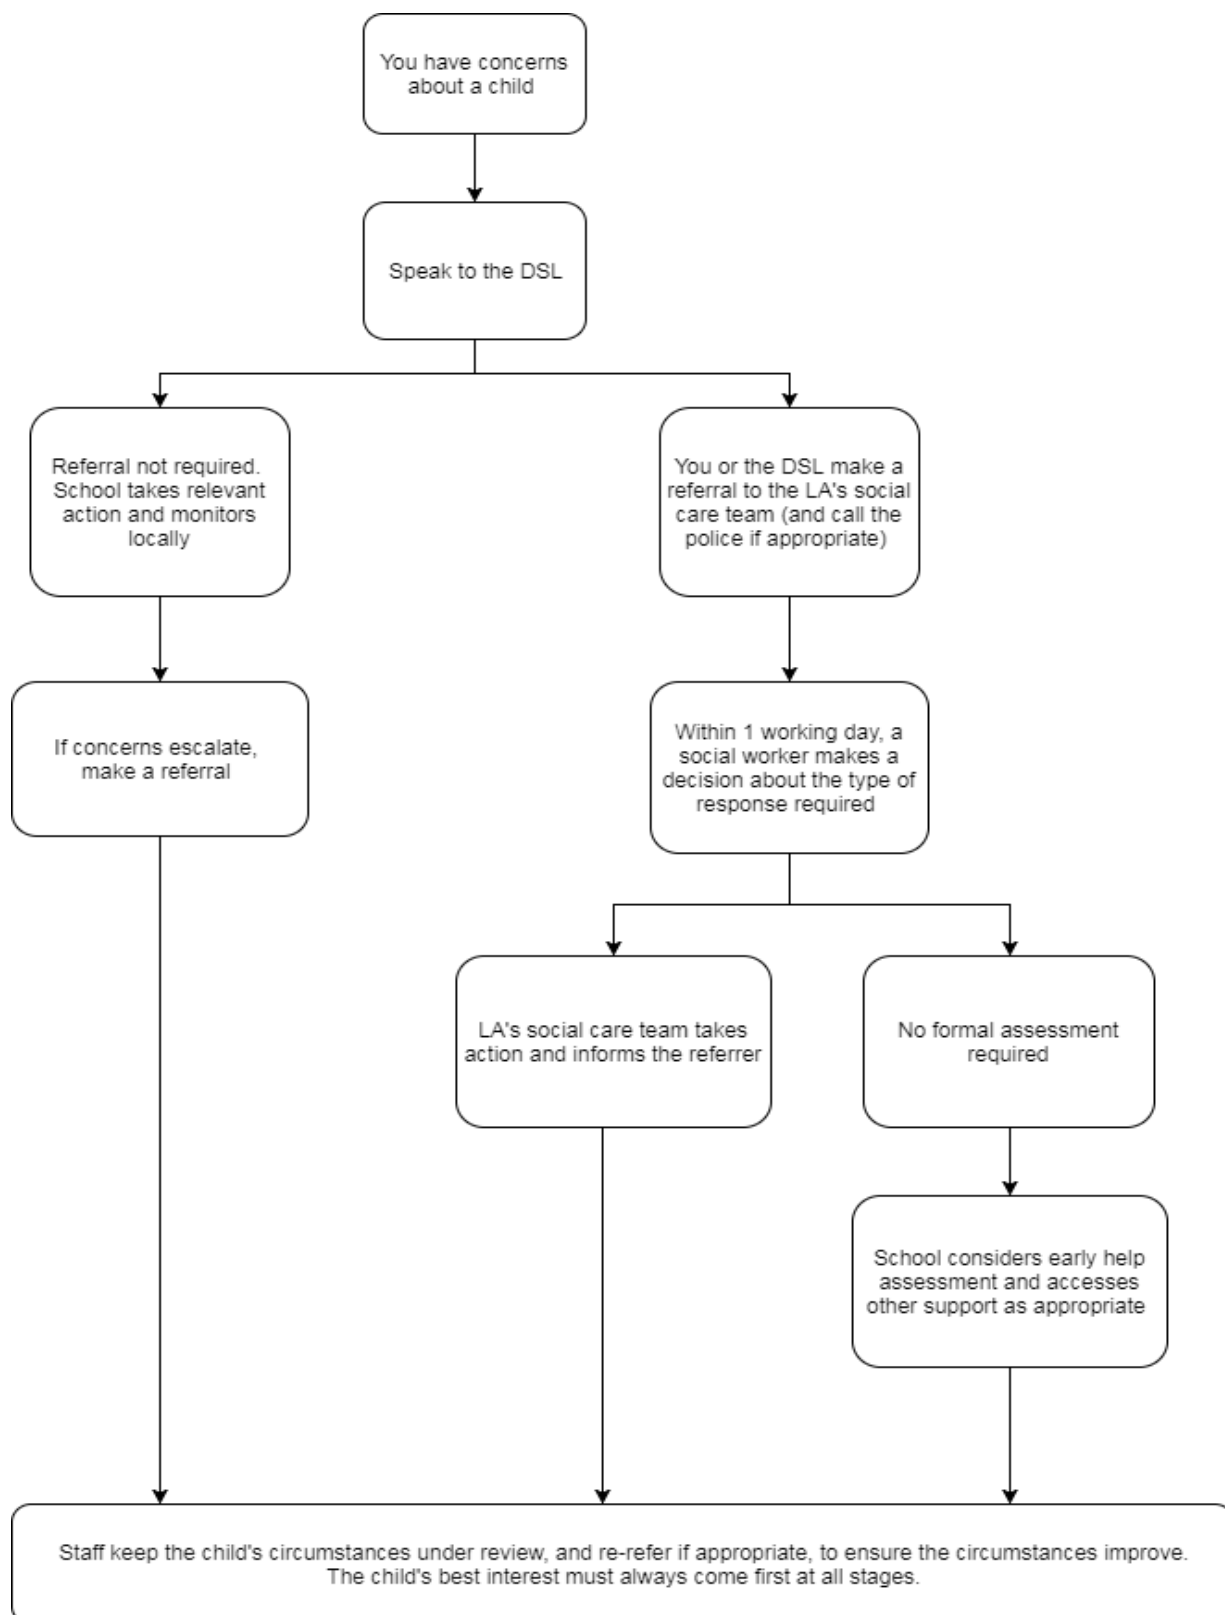 You have concerns
about a child
Speak to the DSL
Referral not required.
School takes relevant
action and monitors
locally
You or the DSL make a
referral to the LA's social
care team (and call the
police if appropriate)
If concerns escalate,
make a referral
Within 1 working day, a
social worker makes a
decision about the type of
response required
LA's social care team takes
action and informs the referrer
No formal assessment
required
School considers early help
assessment and accesses
other support as appropriate
Staff keep the child's circumstances under review, and re-refer if appropriate, to ensure the circumstances improve.
The child's best interest must always come first at all stages.